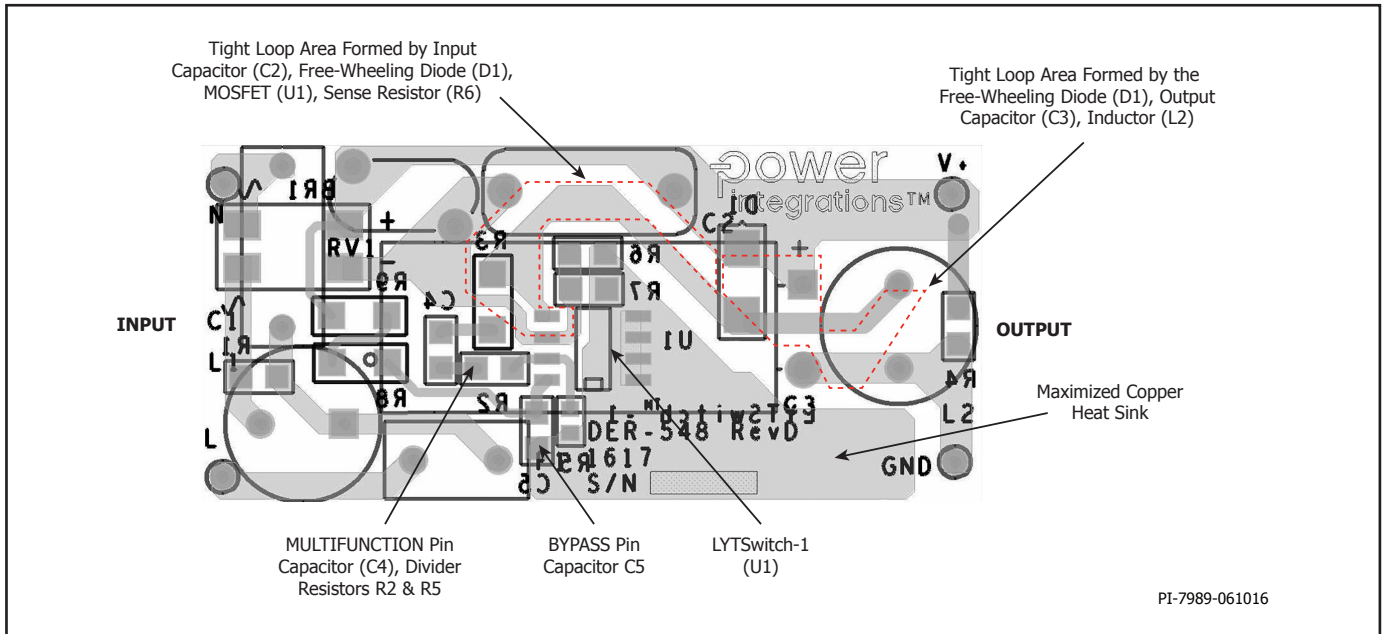 Tight Loop Area Formed by Input
Capacitor (C2), Free-Wheeling Diode (D1),
MOSFET (U1), Sense Resistor (R6)
Tight Loop Area Formed by the
Free-Wheeling Diode (D1), Output
Capacitor (C3), Inductor (L2)
power
integrations™
V+
N
BR1
D1
C2
+
RV1
-
R3
R6
+
R9
R7
-
C4
INPUT
C1
U1
OUTPUT
R1
L1
R4
Maximized Copper
Heat Sink
R8
R2
C3
LYTSwitch™-1
L2
DER-548 RevD
L
R5
1617
GND
C5
S/N
MULTIFUNCTION Pin
Capacitor (C4), Divider
Resistors R2 & R5
BYPASS Pin
Capacitor C5
LYTSwitch-1
(U1)
PI-7989-061016